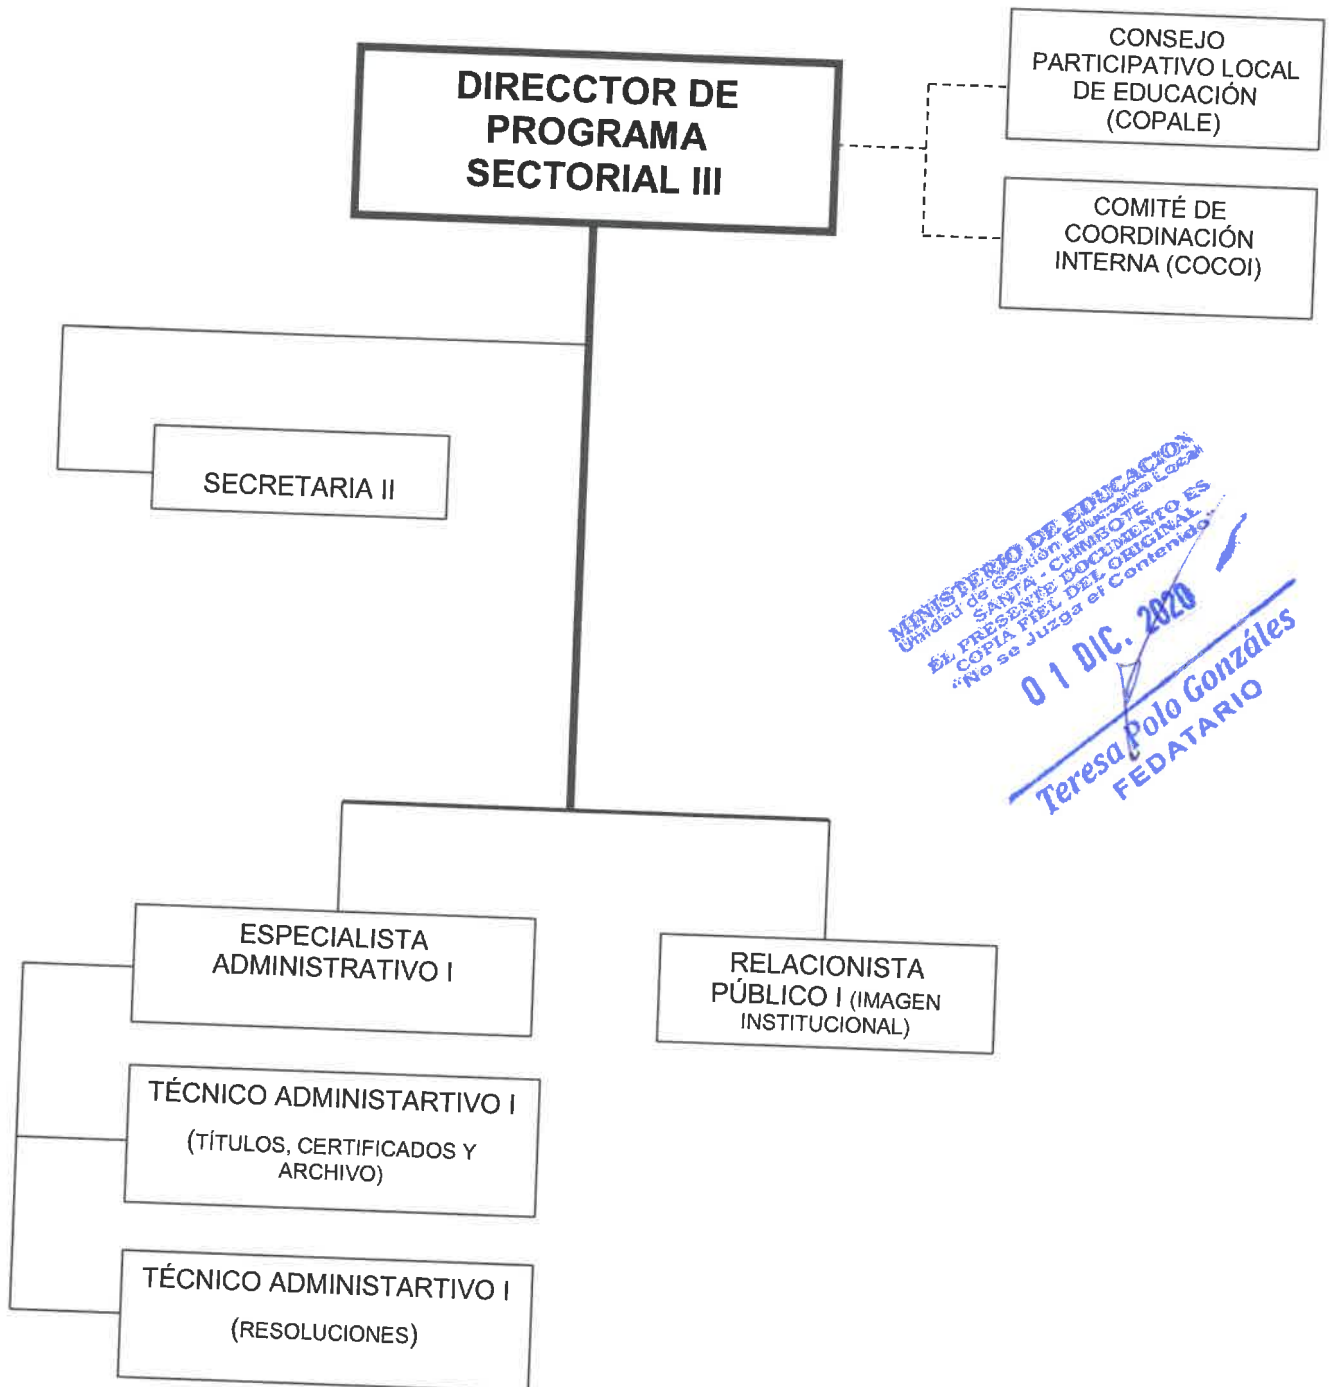 DIRECCTOR DE
PROGRAMA
SECTORIAL III
CONSEJO
PARTICIPATIVO LOCAL
DE EDUCACIÓN
(COPALE)
COMITÉ DE
COORDINACIÓN
INTERNA (COCOI)
SECRETARIA II
MINISTERIO DE EDUCACION
Unidad de Gestión Educativa Local
SANTA - CHIMBOTE
EL PRESENTE DOCUMENTO ES
COPIA FIEL DEL ORIGINAL
"No se Juzga el Contenido"
0 1 DIC. 2020
Teresa Polo Gonzáles
FEDATARIO
ESPECIALISTA
ADMINISTRATIVO I
RELACIONISTA
PÚBLICO I (IMAGEN
INSTITUCIONAL)
TÉCNICO ADMINISTARTIVO I
(TÍTULOS, CERTIFICADOS Y
ARCHIVO)
TÉCNICO ADMINISTARTIVO I
(RESOLUCIONES)